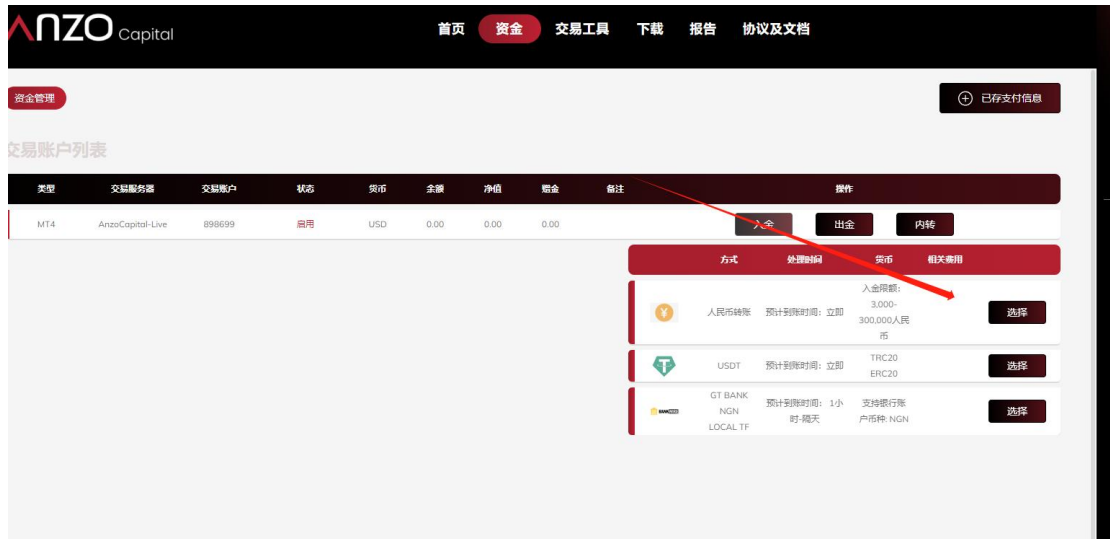 ANZO Capital
首页 资金 交易工具 下载 报告 协议及文档
资金管理
已存支付信息
交易账户列表
类型 交易服务器 交易账户 状态 货币 余额 净值 赠金 备注 操作
MT4 AnzoCapital-Live 898699 启用 USD 0.00 0.00 0.00 入金 出金 内转
方式 处理时间 货币 相关费用
入金限额:
3,000-
人民币转账 预计到账时间: 立即
300,000人民
币
选择
USDT 预计到账时间: 立即
TRC20
ERC20
选择
GT BANK
NGN
LOCAL TF
预计到账时间: 1小
时-隔天
支持银行账
户币种: NGN
选择